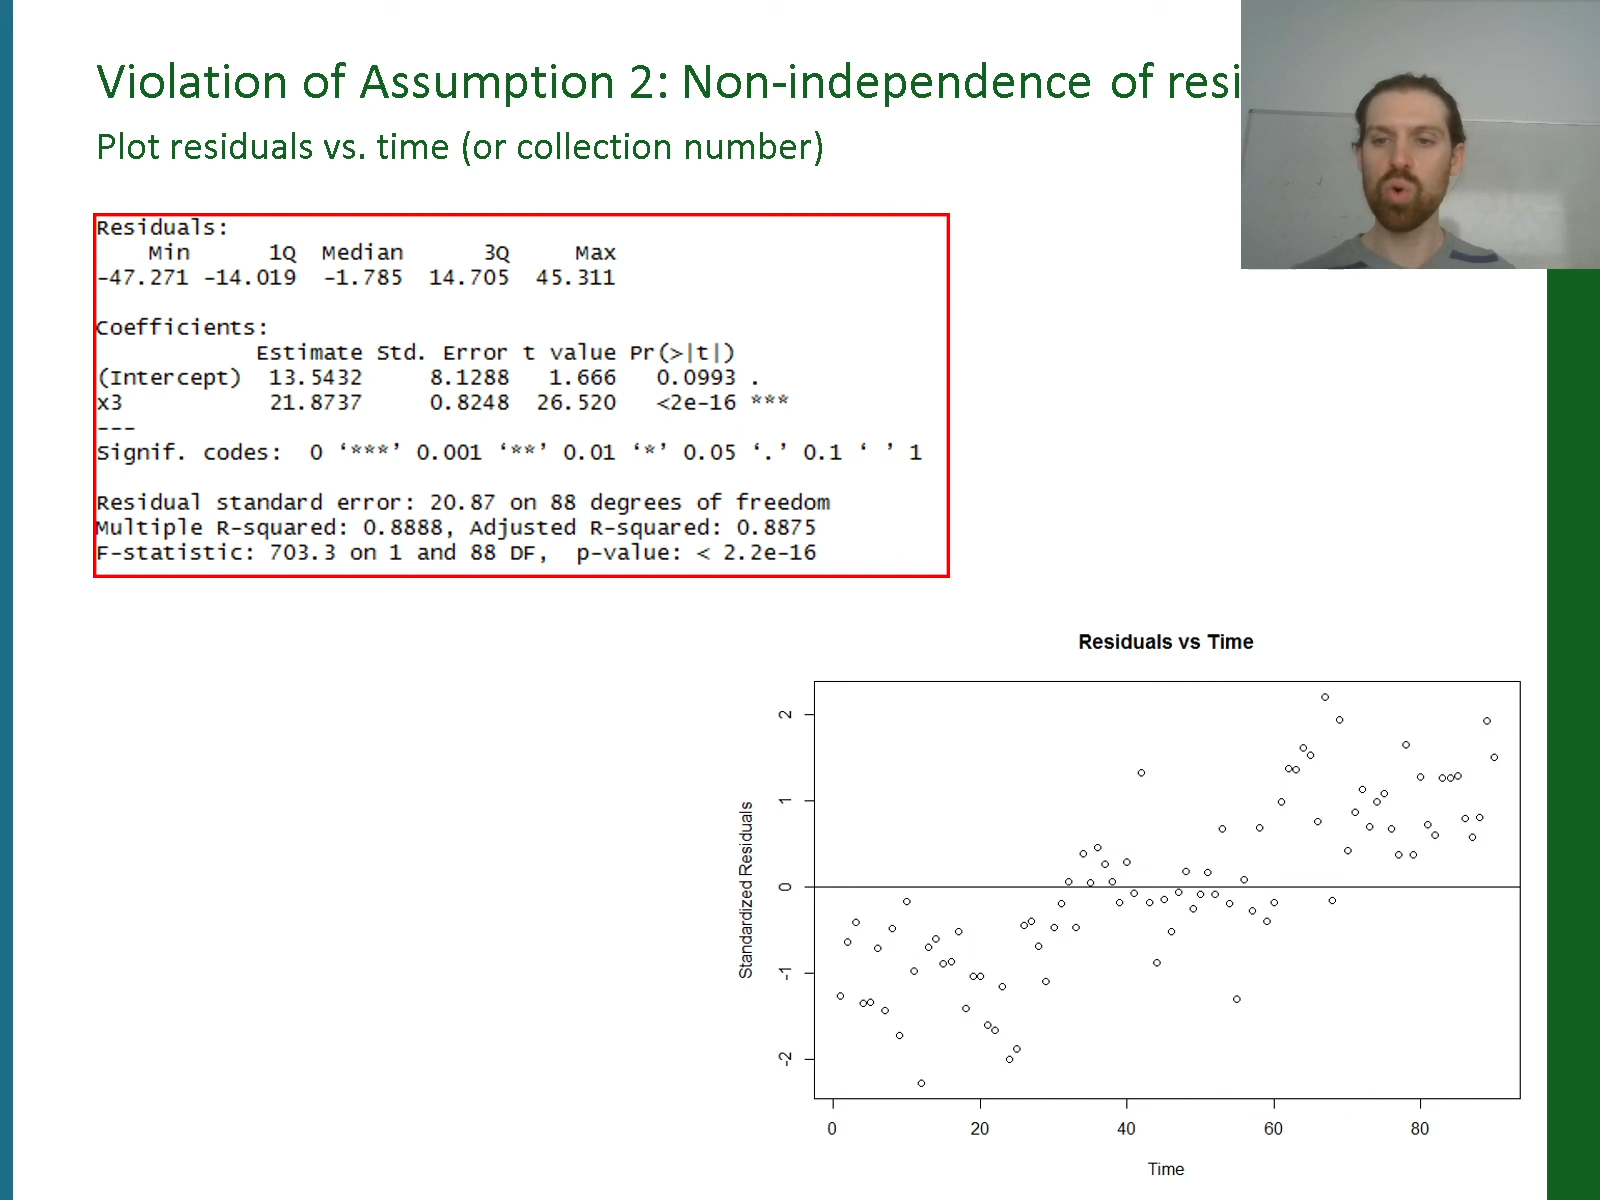 Violation of Assumption 2: Non-independence of resi
Plot residuals vs. time (or collection number)
Residuals:
Min 1Q Median 3Q Max
-47.271 -14.019 -1.785 14.705 45.311
Coefficients:
Estimate Std. Error t value Pr(>|t|)
(Intercept) 13.5432 8.1288 1.666 0.0993 .
x3 21.8737 0.8248 26.520 <2e-16 ***
---
Signif. codes: 0 ‘***’ 0.001 ‘**’ 0.01 ‘*’ 0.05 ‘.’ 0.1 ‘ ’ 1
Residual standard error: 20.87 on 88 degrees of freedom
Multiple R-squared: 0.8888, Adjusted R-squared: 0.8875
F-statistic: 703.3 on 1 and 88 DF, p-value: < 2.2e-16
Residuals vs Time
Standardized Residuals
2
1
0
-1
-2
0 20 40 60 80
Time